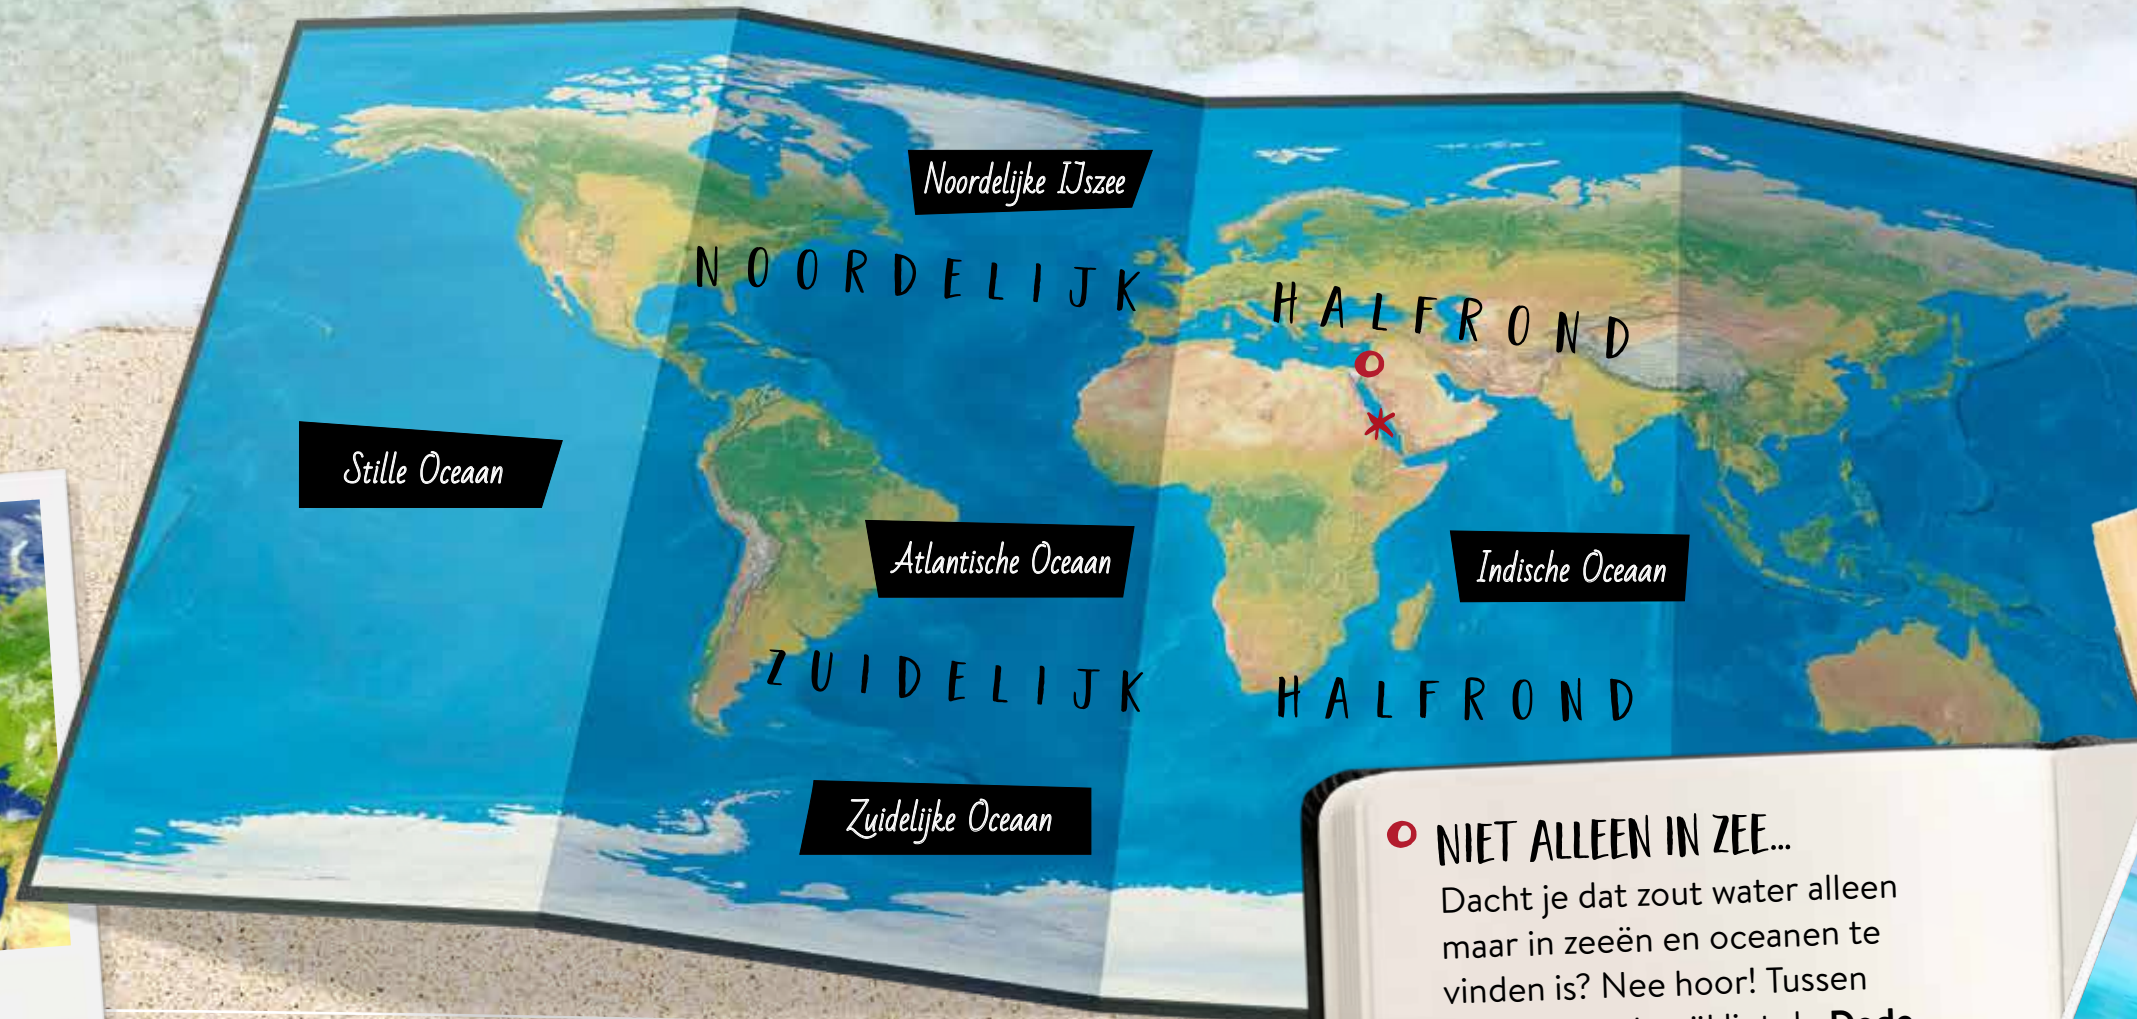 Noordelijke IJszee
NOORDELIJK HALFROND
Stille Oceaan
Atlantische Oceaan
Indische Oceaan
ZUIDELIJK HALFROND
Zuidelijke Oceaan
NIET ALLEEN IN ZEE...
Dacht je dat zout water alleen
maar in zeeën en oceanen te
vinden is? Nee hoor! Tussen